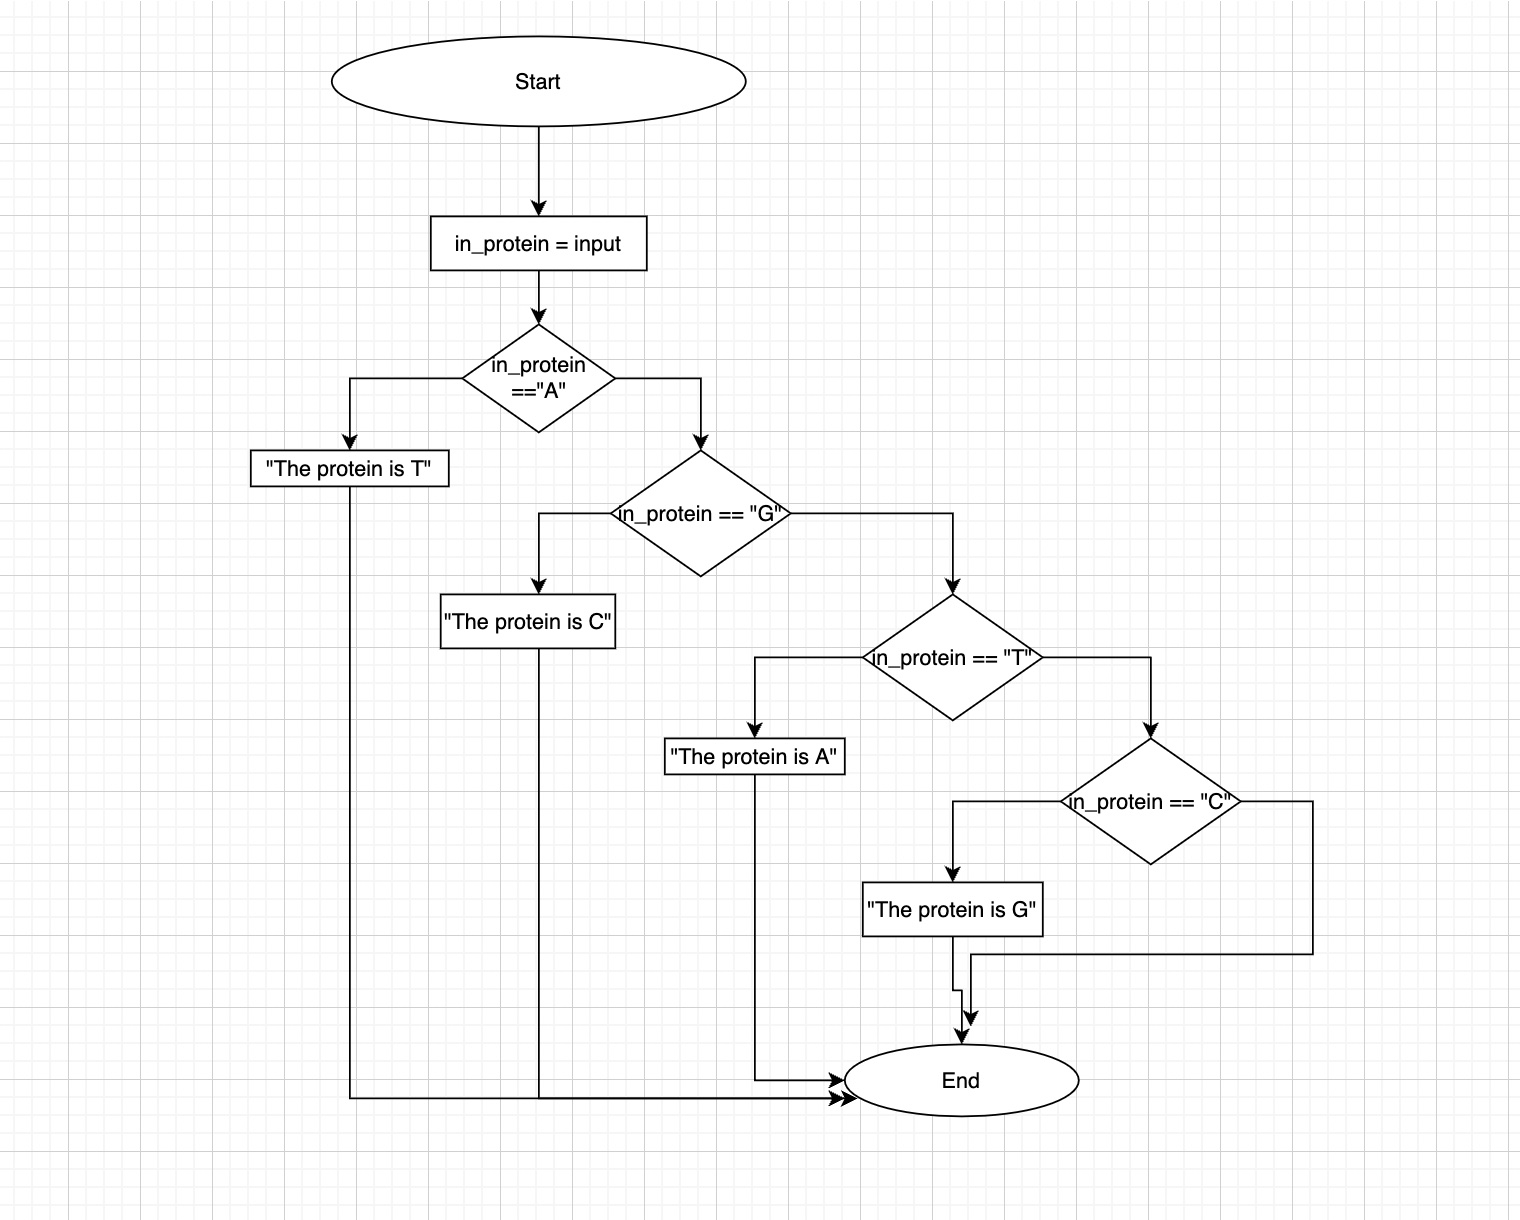 Start
in_protein = input
in_protein
=="A"
"The protein is T"
in_protein == "G"
"The protein is C"
in_protein == "T"
"The protein is A"
in_protein == "C"
"The protein is G"
End